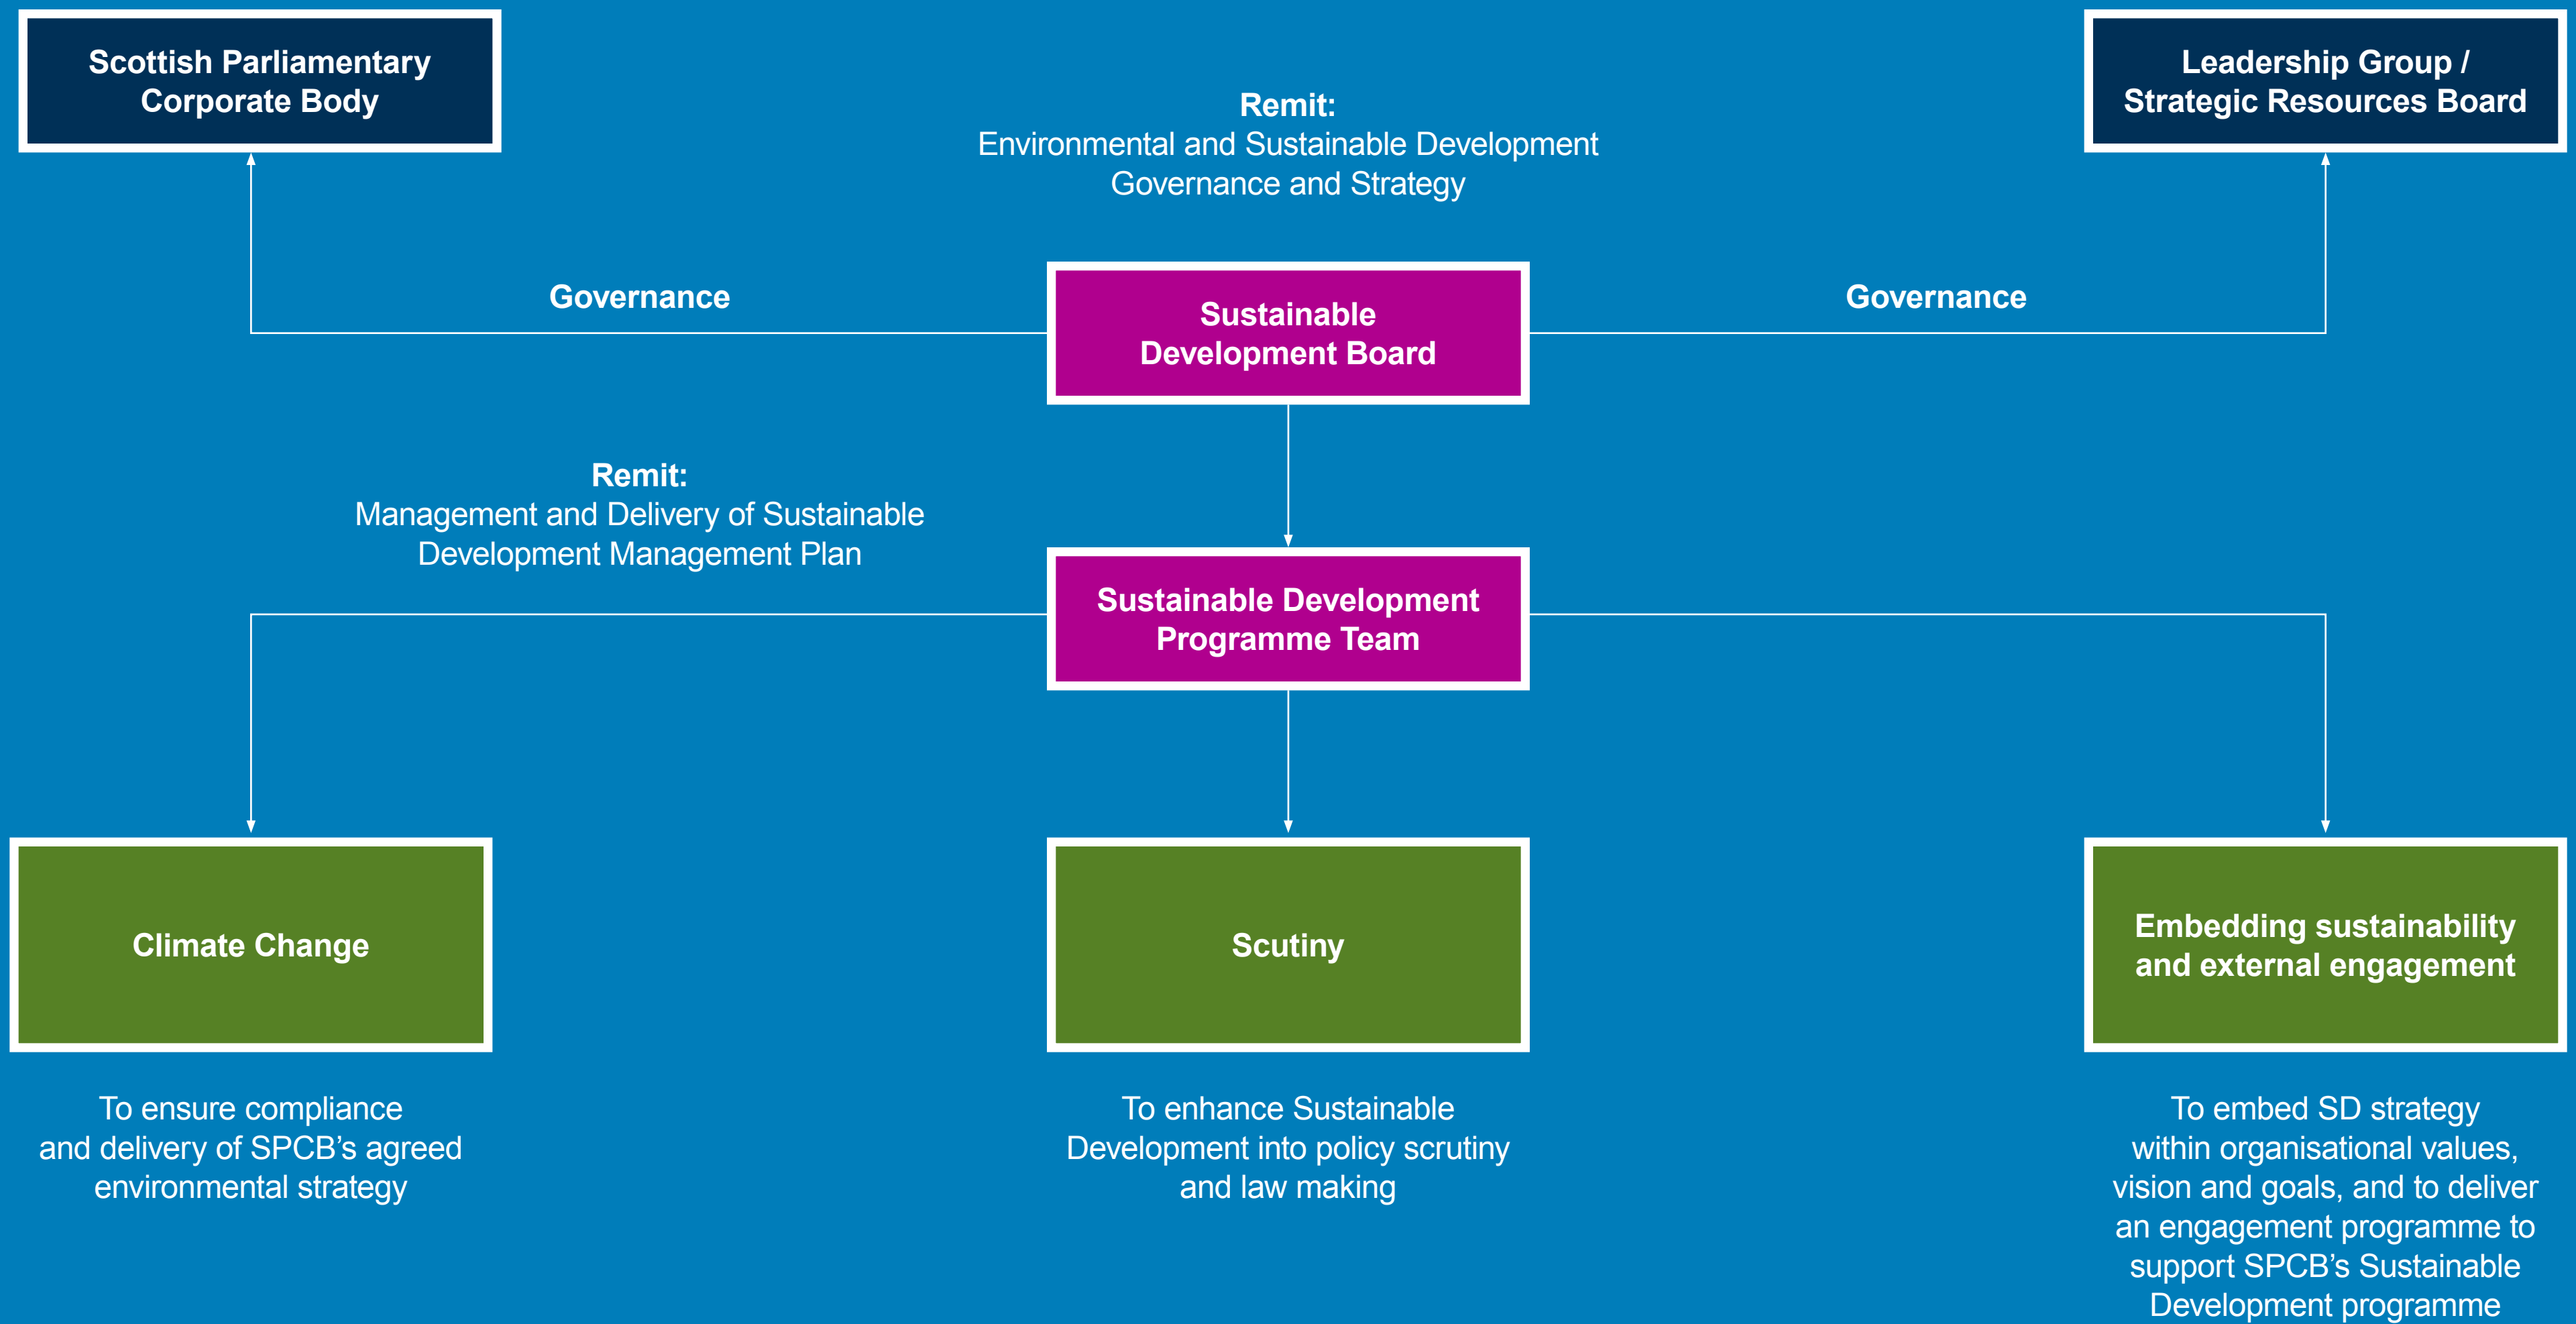 Scottish Parliamentary
Corporate Body
Leadership Group /
Strategic Resources Board
Remit:
Environmental and Sustainable Development
Governance and Strategy
Governance
Sustainable
Development Board
Governance
Remit:
Management and Delivery of Sustainable
Development Management Plan
Sustainable Development
Programme Team
Climate Change
To ensure compliance
and delivery of SPCB’s agreed
environmental strategy
Scutiny
To enhance Sustainable
Development into policy scrutiny
and law making
Embedding sustainability
and external engagement
To embed SD strategy
within organisational values,
vision and goals, and to deliver
an engagement programme to
support SPCB’s Sustainable
Development programme